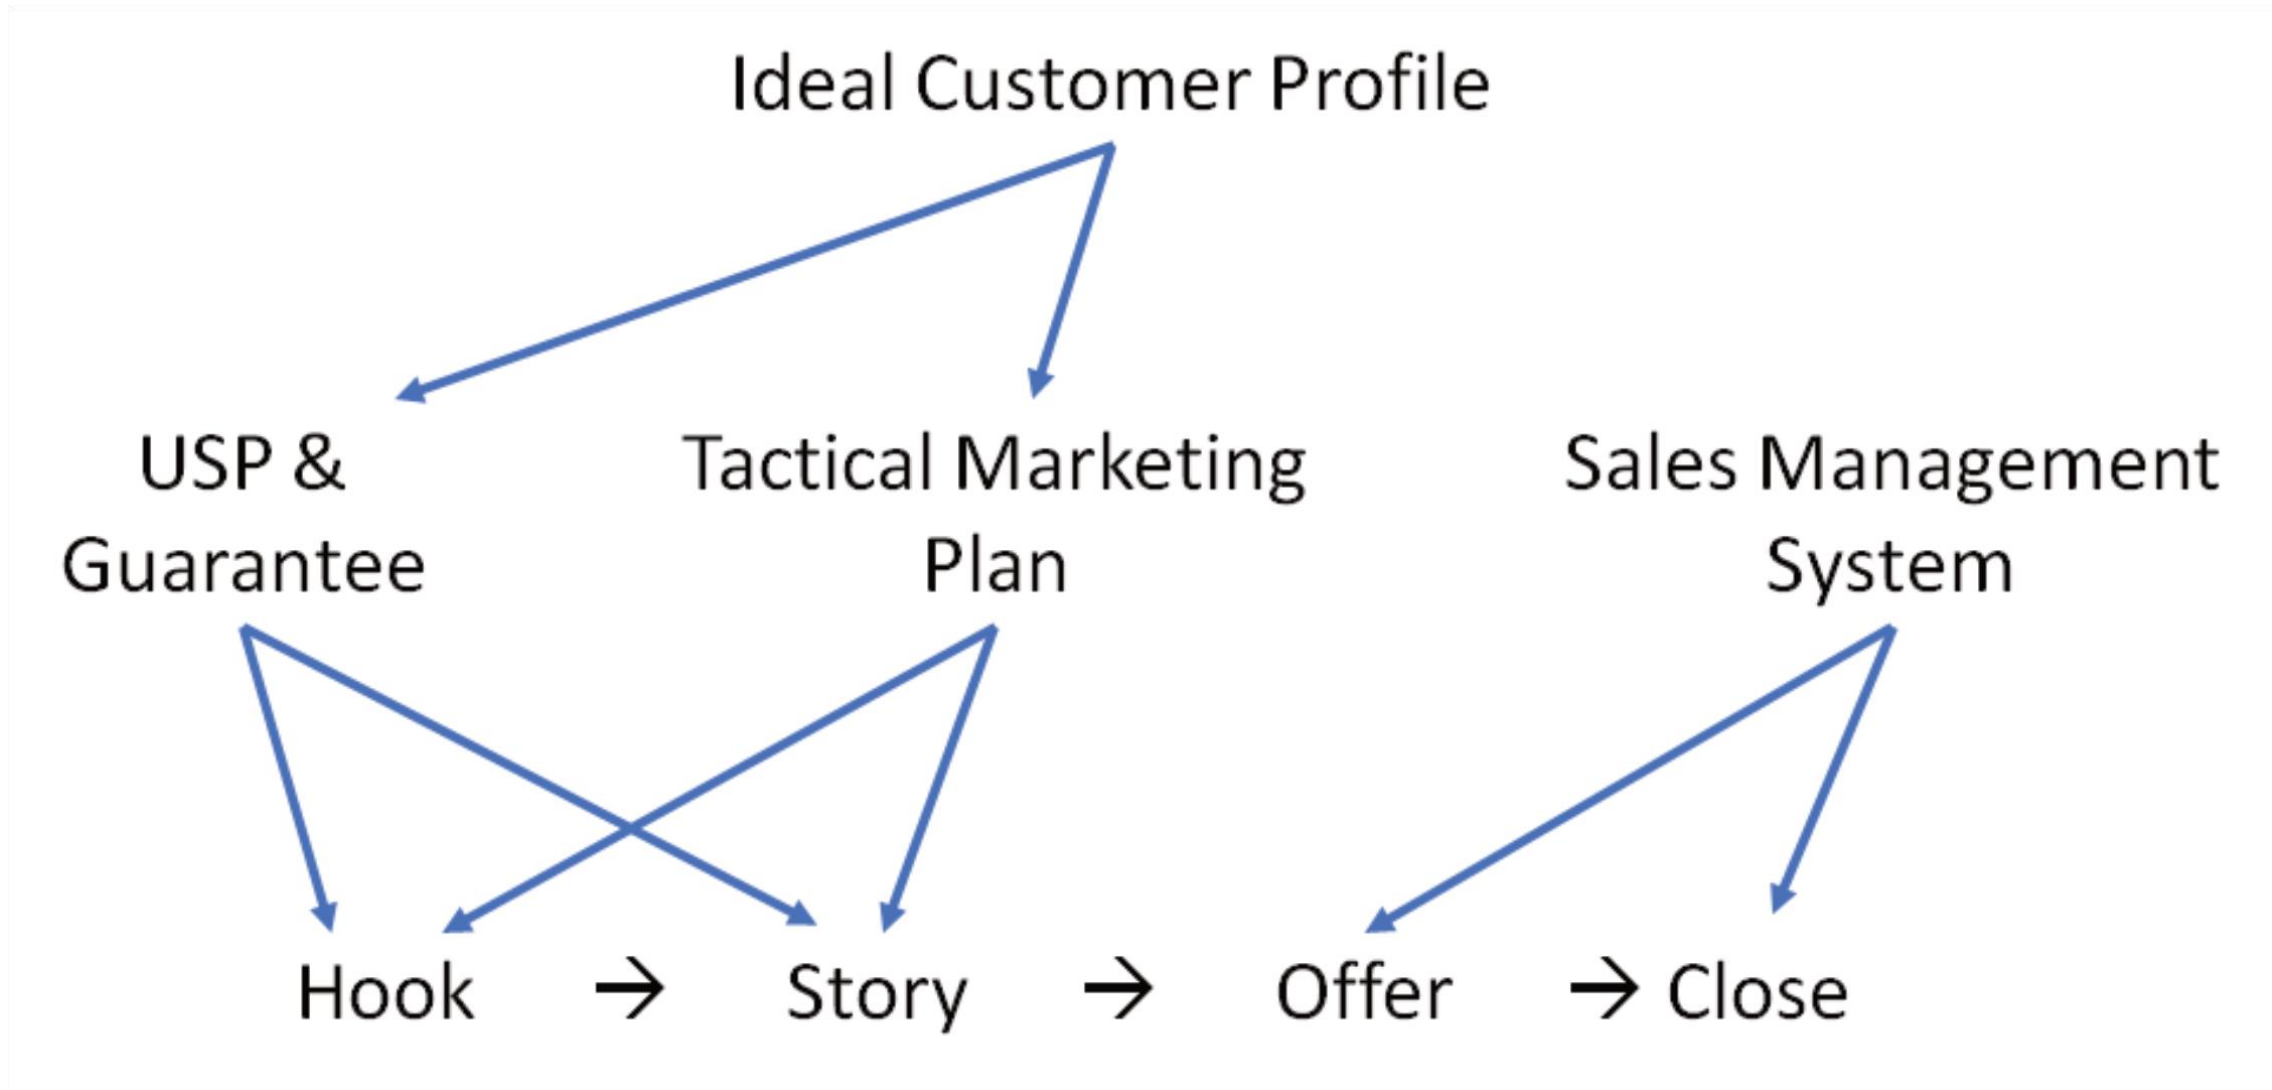 Ideal Customer Profile
USP &
Guarantee
Tactical Marketing
Plan
Sales Management
System
Hook → Story → Offer → Close